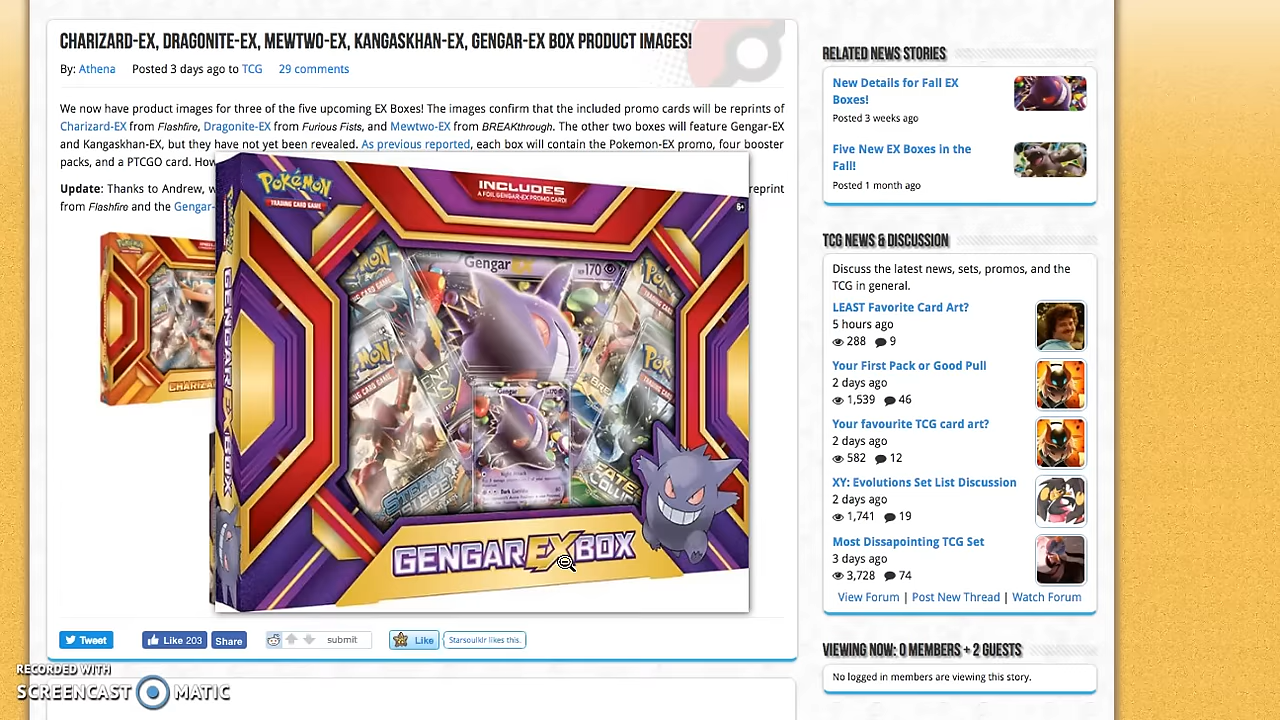 CHARIZARD-EX, DRAGONITE-EX, MEWTWO-EX, KANGASKHAN-EX, GENGAR-EX BOX PRODUCT IMAGES!
By: Athena Posted 3 days ago to TCG 29 comments
We now have product images for three of the five upcoming EX Boxes! The images confirm that the included promo cards will be reprints of
Charizard-EX from Flashfire, Dragonite-EX from Furious Fists, and Mewtwo-EX from BREAKthrough. The other two boxes will feature Gengar-EX
and Kangaskhan-EX, but they have not yet been revealed. As previous reported, each box will contain the Pokemon-EX promo, four booster
packs, and a PTCGO card. How
Update: Thanks to Andrew, w
reprint
from Flashfire and the Gengar-
Pokémon
TRADING CARD GAME
INCLUDES
A FOIL GENGAR-EX PROMO CARD!
6+
Gengar EX HP 170
GENGAR EX BOX
Gengar
GENGAR EX BOX
CHARIZA
Tweet
Like 203
Share
submit
Like
Starsoulklr likes this.
RELATED NEWS STORIES
New Details for Fall EX
Boxes!
Posted 3 weeks ago
Five New EX Boxes in the
Fall!
Posted 1 month ago
TCG NEWS & DISCUSSION
Discuss the latest news, sets, promos, and the
TCG in general.
LEAST Favorite Card Art?
5 hours ago
288 9
Your First Pack or Good Pull
2 days ago
1,539 46
Your favourite TCG card art?
2 days ago
582 12
XY: Evolutions Set List Discussion
2 days ago
1,741 19
Most Dissapointing TCG Set
3 days ago
3,728 74
View Forum | Post New Thread | Watch Forum
VIEWING NOW: 0 MEMBERS + 2 GUESTS
No logged in members are viewing this story.
RECORDED WITH
SCREENCAST MATIC